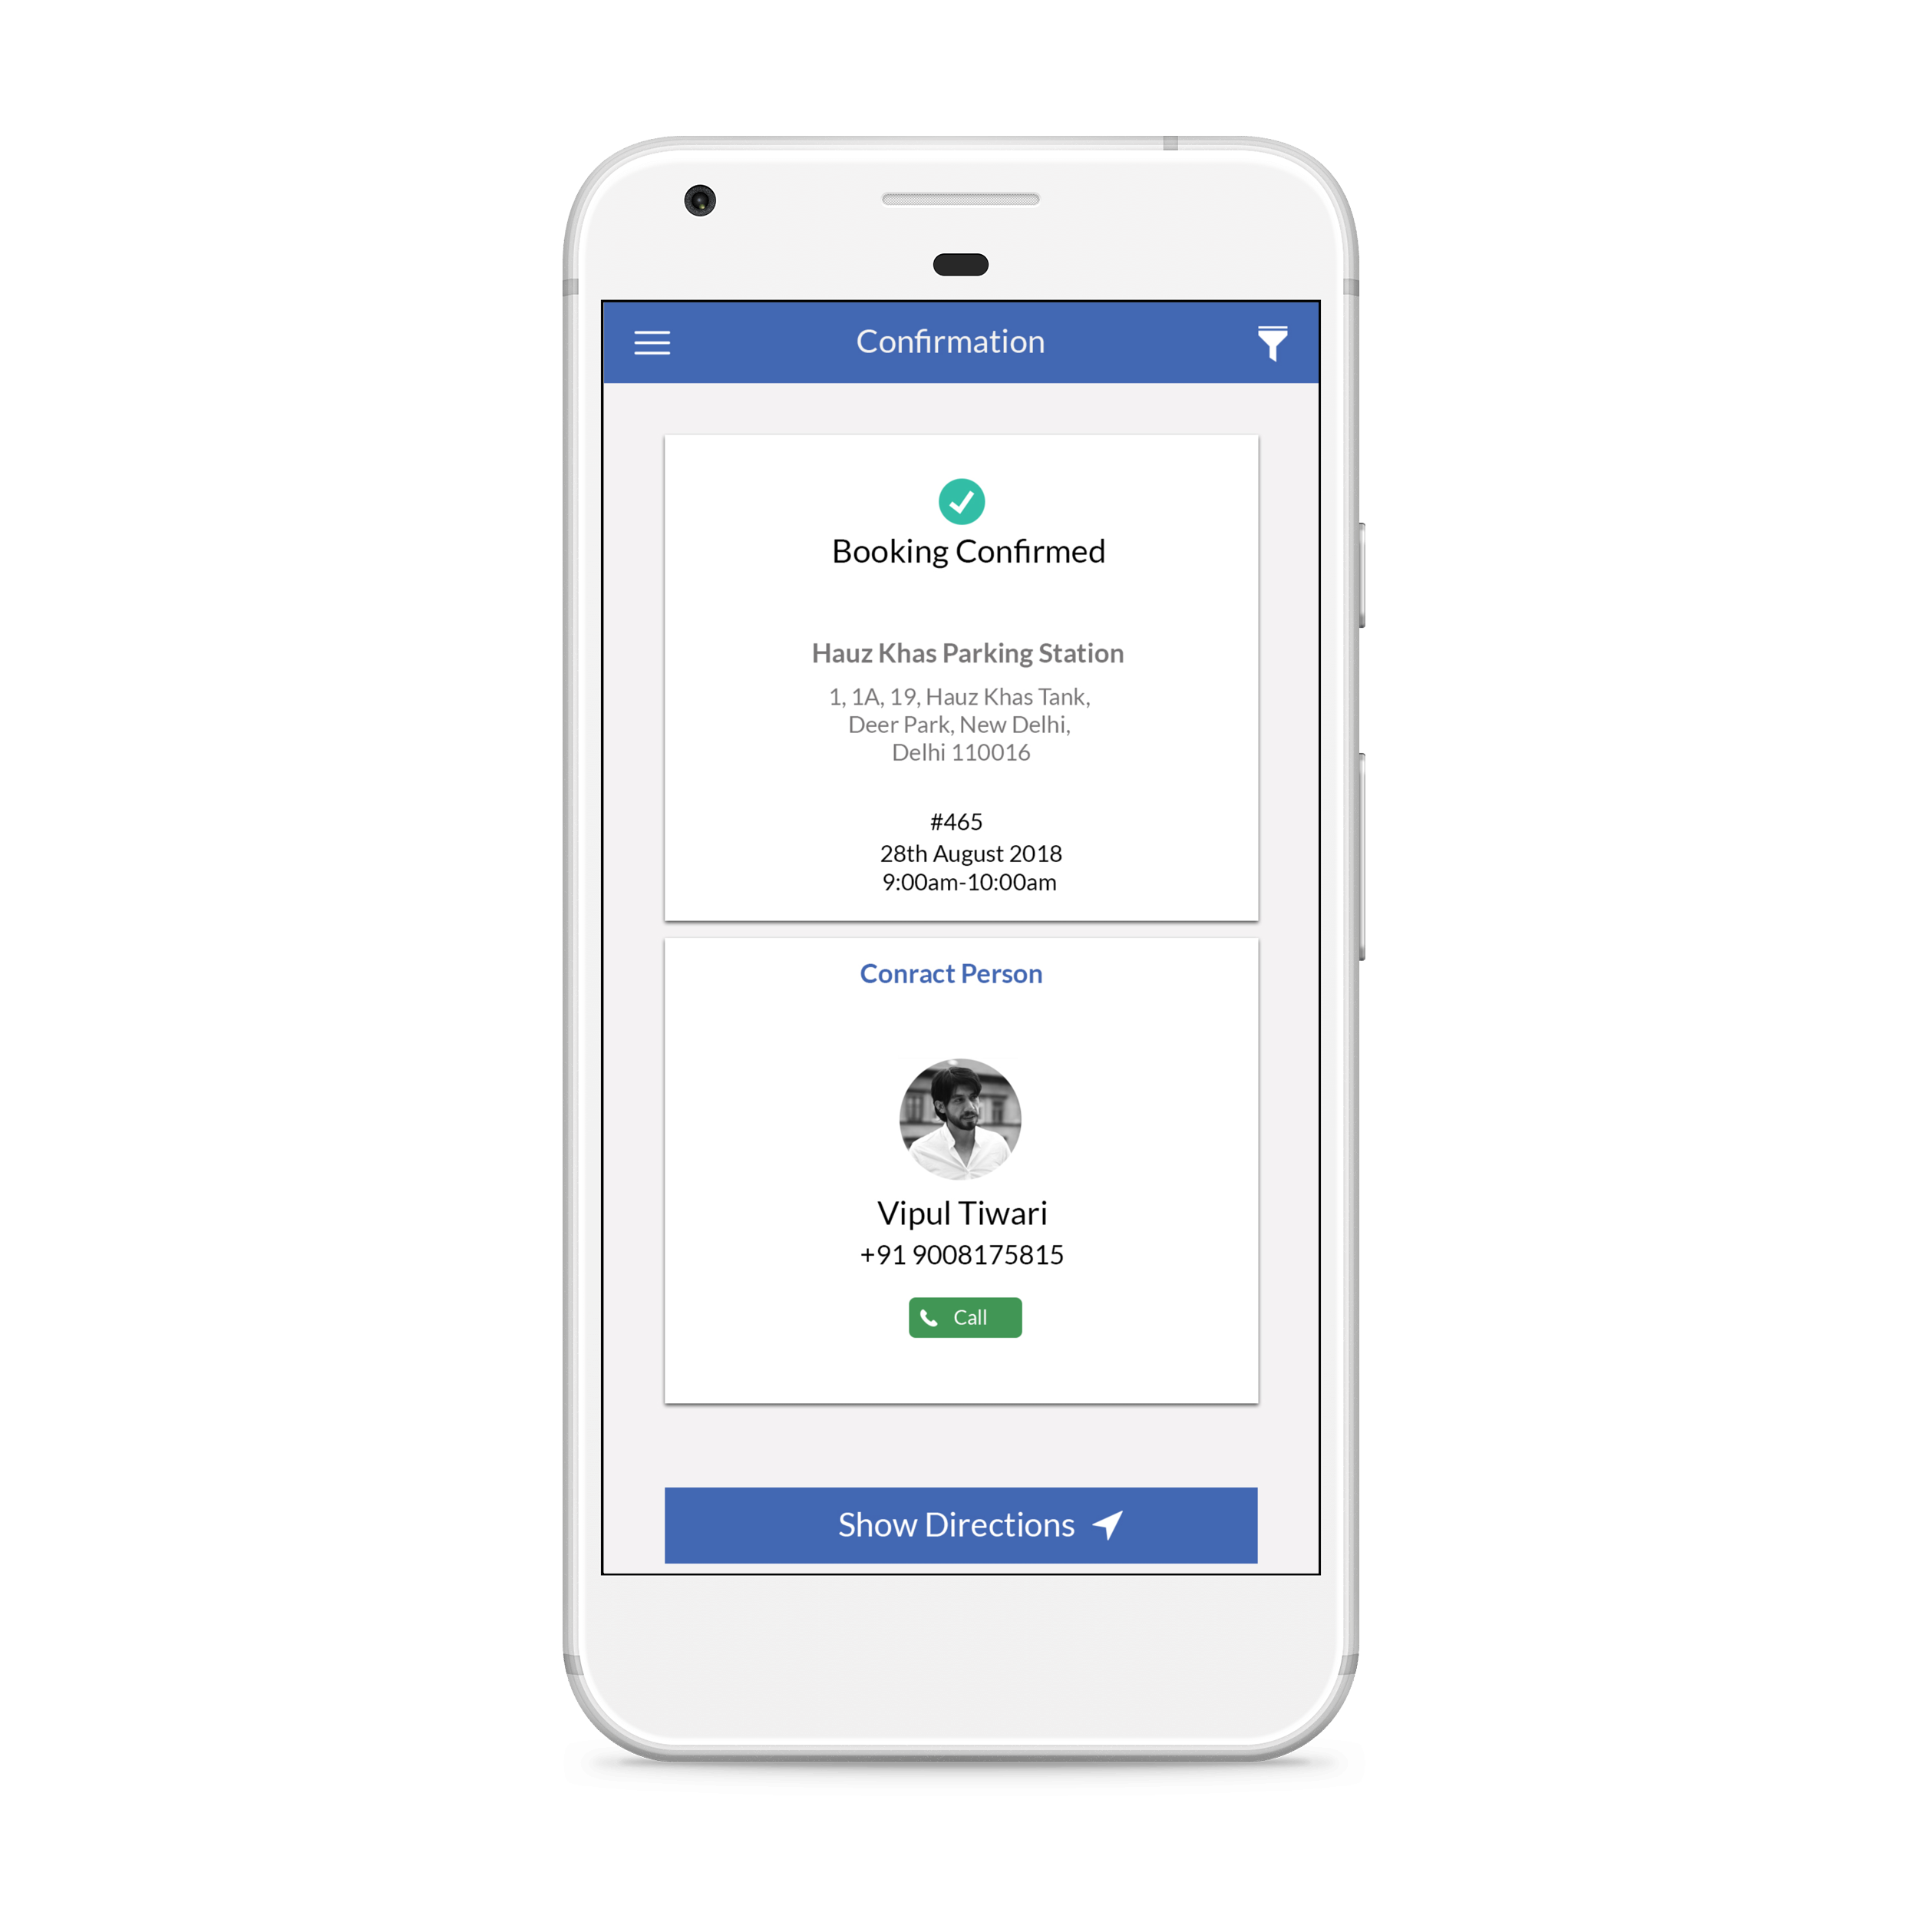 Confirmation
Booking Confirmed
Hauz Khas Parking Station
1, 1A, 19, Hauz Khas Tank,
Deer Park, New Delhi,
Delhi 110016
#465
28th August 2018
9:00am-10:00am
Conract Person
Vipul Tiwari
+91 9008175815
Call
Show Directions